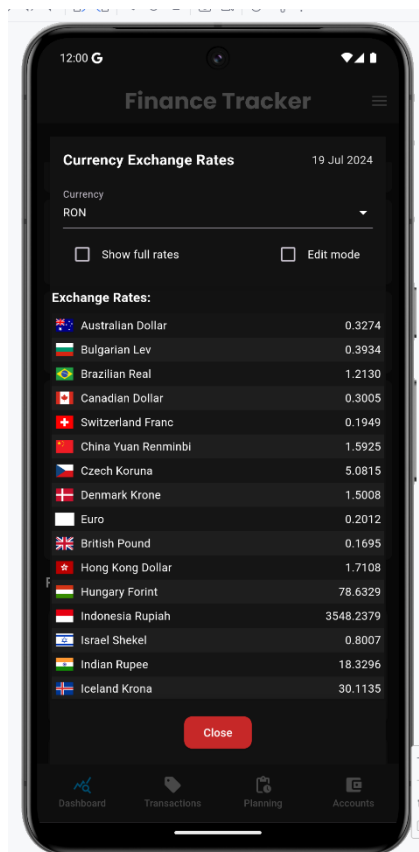 12:00 G
Finance Tracker
Currency Exchange Rates 19 Jul 2024
Currency
RON
Show full rates Edit mode
Exchange Rates:
Australian Dollar 0.3274
Bulgarian Lev 0.3934
Brazilian Real 1.2130
Canadian Dollar 0.3005
Switzerland Franc 0.1949
China Yuan Renminbi 1.5925
Czech Koruna 5.0815
Denmark Krone 1.5008
Euro 0.2012
British Pound 0.1695
Hong Kong Dollar 1.7108
Hungary Forint 78.6329
Indonesia Rupiah 3548.2379
Israel Shekel 0.8007
Indian Rupee 18.3296
Iceland Krona 30.1135
Close
Dashboard Transactions Planning Accounts